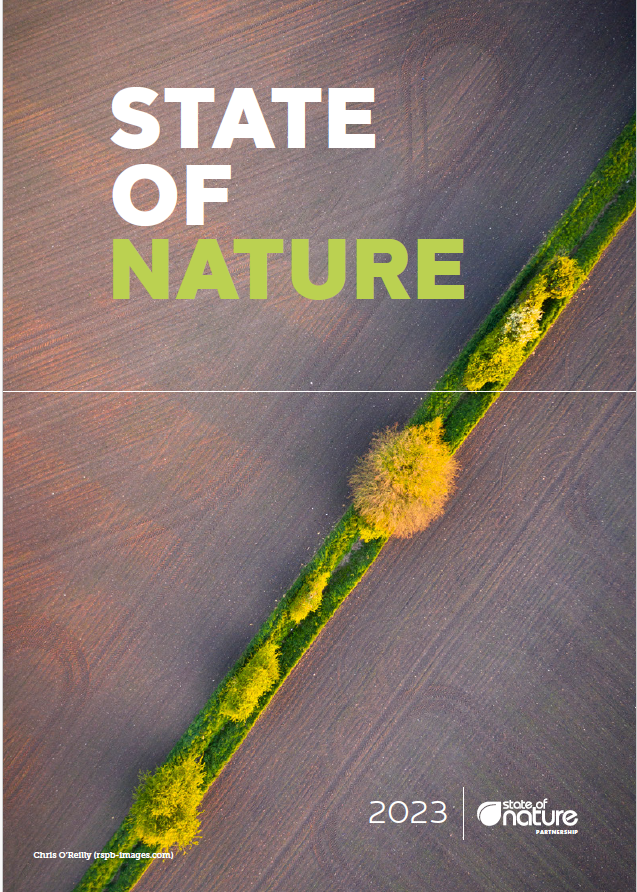 STATE
OF
NATURE
2023
state of
nature
PARTNERSHIP
Chris O'Reilly (rspb-images.com)